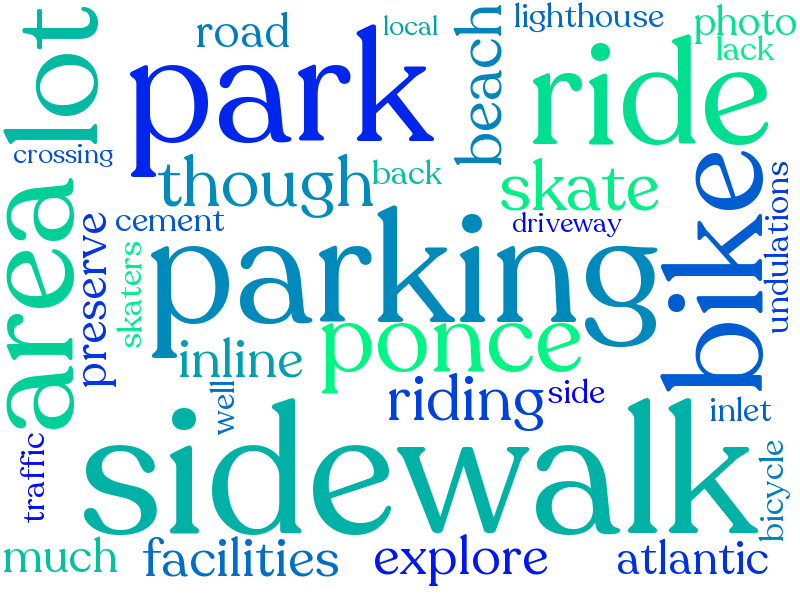 lot
road
local
beach
lighthouse
photo
lack
park
ride
crossing
though
back
skate
bike
area
preserve
cement
driveway
undulations
skaters
parking
ponce
inline
well
riding
side
inlet
traffic
sidewalk
bicycle
much
facilities
explore
atlantic